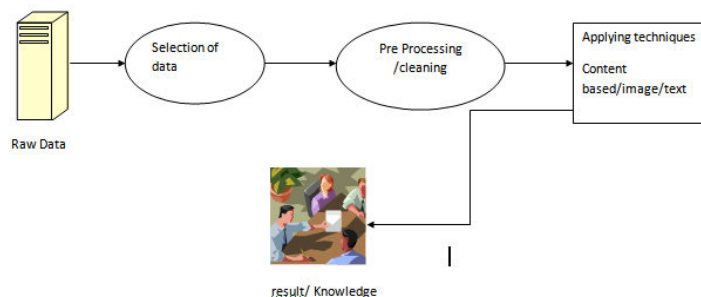 Selection of
data
Pre Processing
/cleaning
Applying techniques
Content
based/image/text
Raw Data
result/ Knowledge